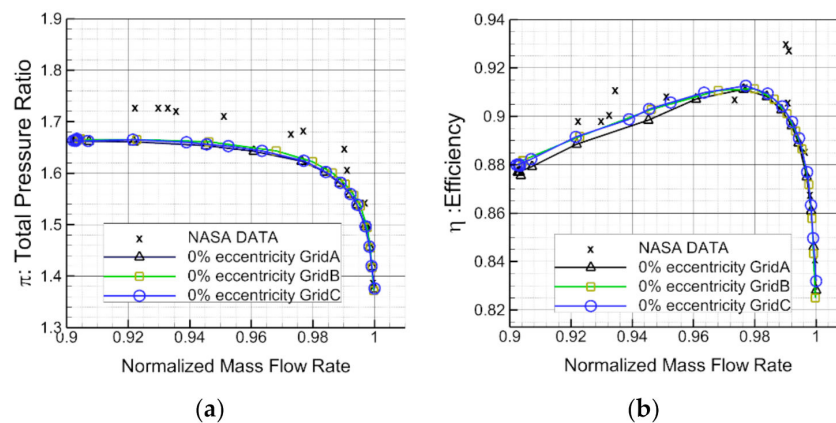 1.9
1.8
1.7
1.6
1.5
1.4
1.3
π: Total Pressure Ratio
NASA DATA
0% eccentricity GridA
0% eccentricity GridB
0% eccentricity GridC
0.9 0.92 0.94 0.96 0.98 1
Normalized Mass Flow Rate
(a)
0.94
0.92
0.9
0.88
0.86
0.84
0.82
η :Efficiency
NASA DATA
0% eccentricity GridA
0% eccentricity GridB
0% eccentricity GridC
0.9 0.92 0.94 0.96 0.98 1
Normalized Mass Flow Rate
(b)